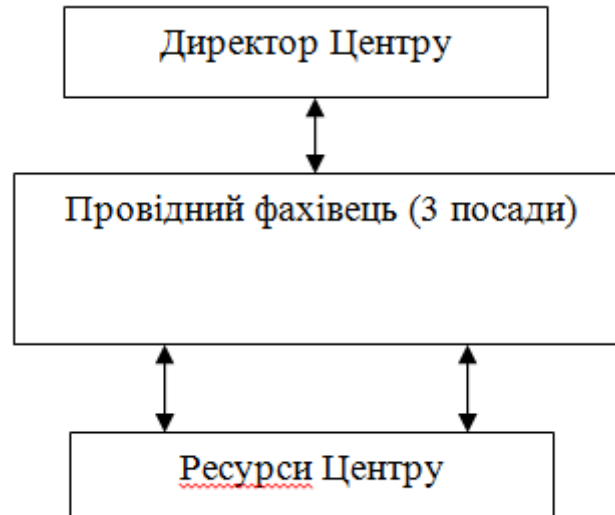 Директор Центру
Провідний фахівець (3 посади)
Ресурси Центру